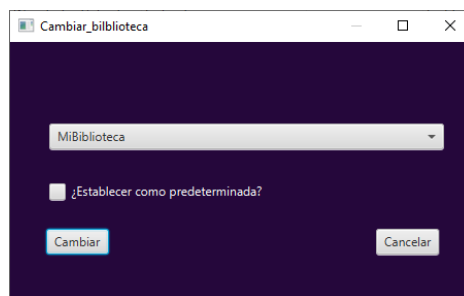 Cambiar_bilblioteca
MiBiblioteca
¿Establecer como predeterminada?
Cambiar
Cancelar